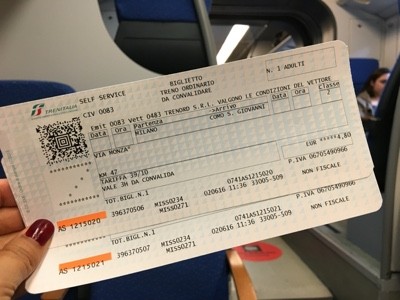 TRENITALIA
SELF SERVICE
CIV 0083
BIGLIETTO
TRENO ORDINARIO
DA CONVALIDARE
N. 1 ADULTI
Emit 0083 Vett 0483 TRENORD S.R.L. VALGONO LE CONDIZIONI DEL VETTORE
Data Ora Partenza →Arrivo Data Ora Classe
MILANO COMO S. GIOVANNI 2
VIA MONZA*
KM 47
TARIFFA 39/10
VALE 3H DA CONVALIDA
EUR ****4,80
P.IVA 06705490966
NON FISCALE
TOT.BIGL.N.1
AS 1215020 396370506 MISS0234
MISS0271
0741AS1215020
020616 11:36 33005-S09
P.IVA 06705490966
NON FISCALE
TOT.BIGL.N.1
AS 1215021 396370507 MISS0234
MISS0271
0741AS1215021
020616 11:36 33005-S09